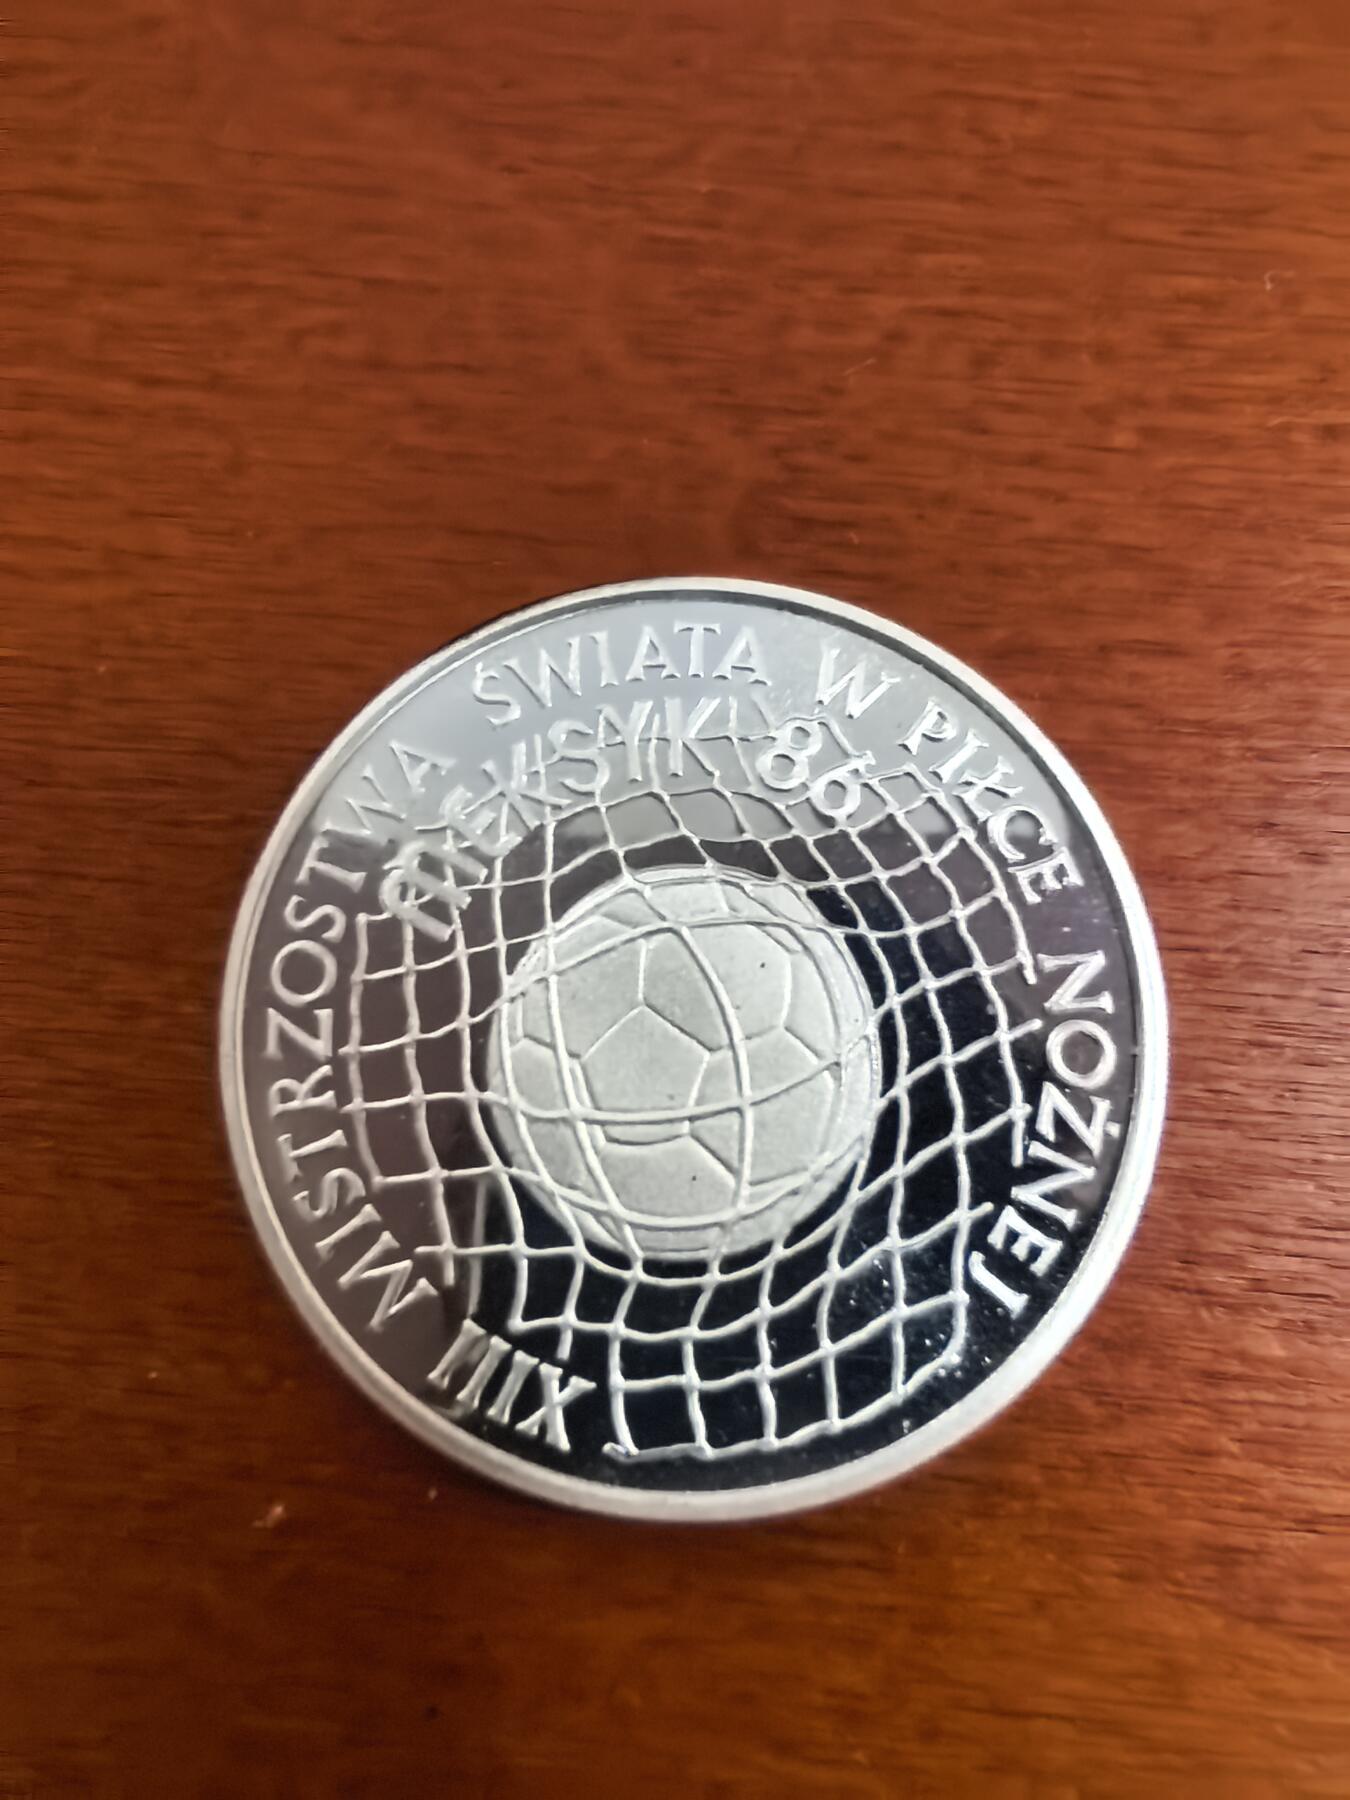 XIII MISTRZOSTWA ŚWIATA W PIŁCE NOŻNEJ
MEKSYK 86